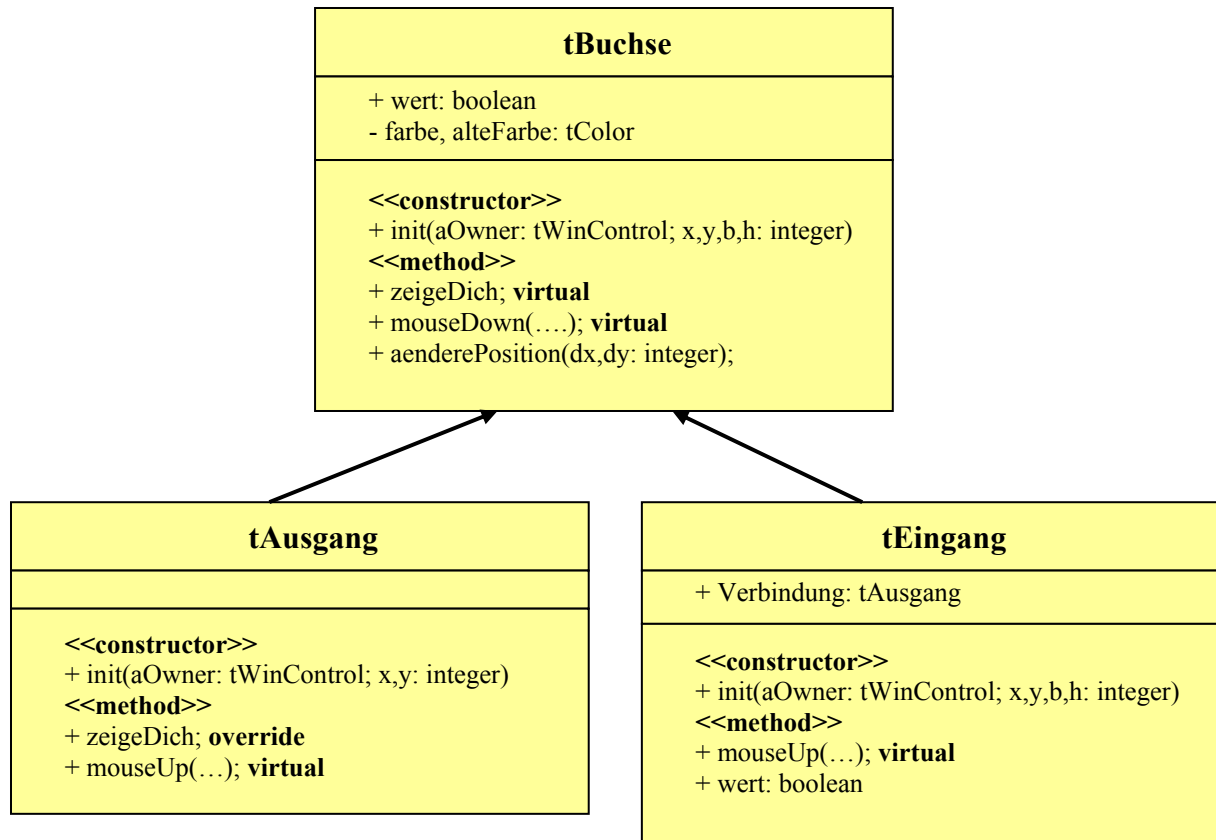 tBuchse
+ wert: boolean
- farbe, alteFarbe: tColor
<<constructor>>
+ init(aOwner: tWinControl; x,y,b,h: integer)
<<method>>
+ zeigeDich; virtual
+ mouseDown(….); virtual
+ aenderePosition(dx,dy: integer);
tAusgang
<<constructor>>
+ init(aOwner: tWinControl; x,y: integer)
<<method>>
+ zeigeDich; override
+ mouseUp(…); virtual
tEingang
+ Verbindung: tAusgang
<<constructor>>
+ init(aOwner: tWinControl; x,y,b,h: integer)
<<method>>
+ mouseUp(…); virtual
+ wert: boolean